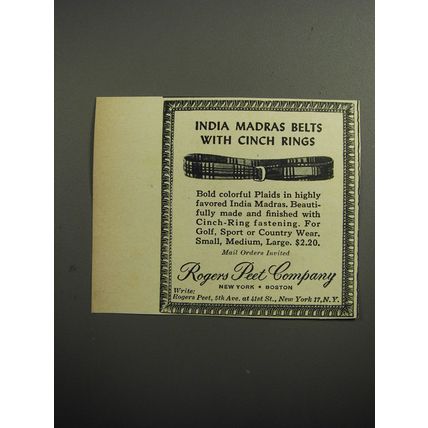 INDIA MADRAS BELTS
WITH CINCH RINGS
Bold colorful Plaids in highly
favored India Madras. Beauti-
fully made and finished with
Cinch-Ring fastening. For
Golf, Sport or Country Wear.
Small, Medium, Large. $2.20.
Mail Orders Invited
Rogers Peet Company
NEW YORK • BOSTON
Write:
Rogers Peet, 5th Ave. at 41st St., New York 17, N.Y.